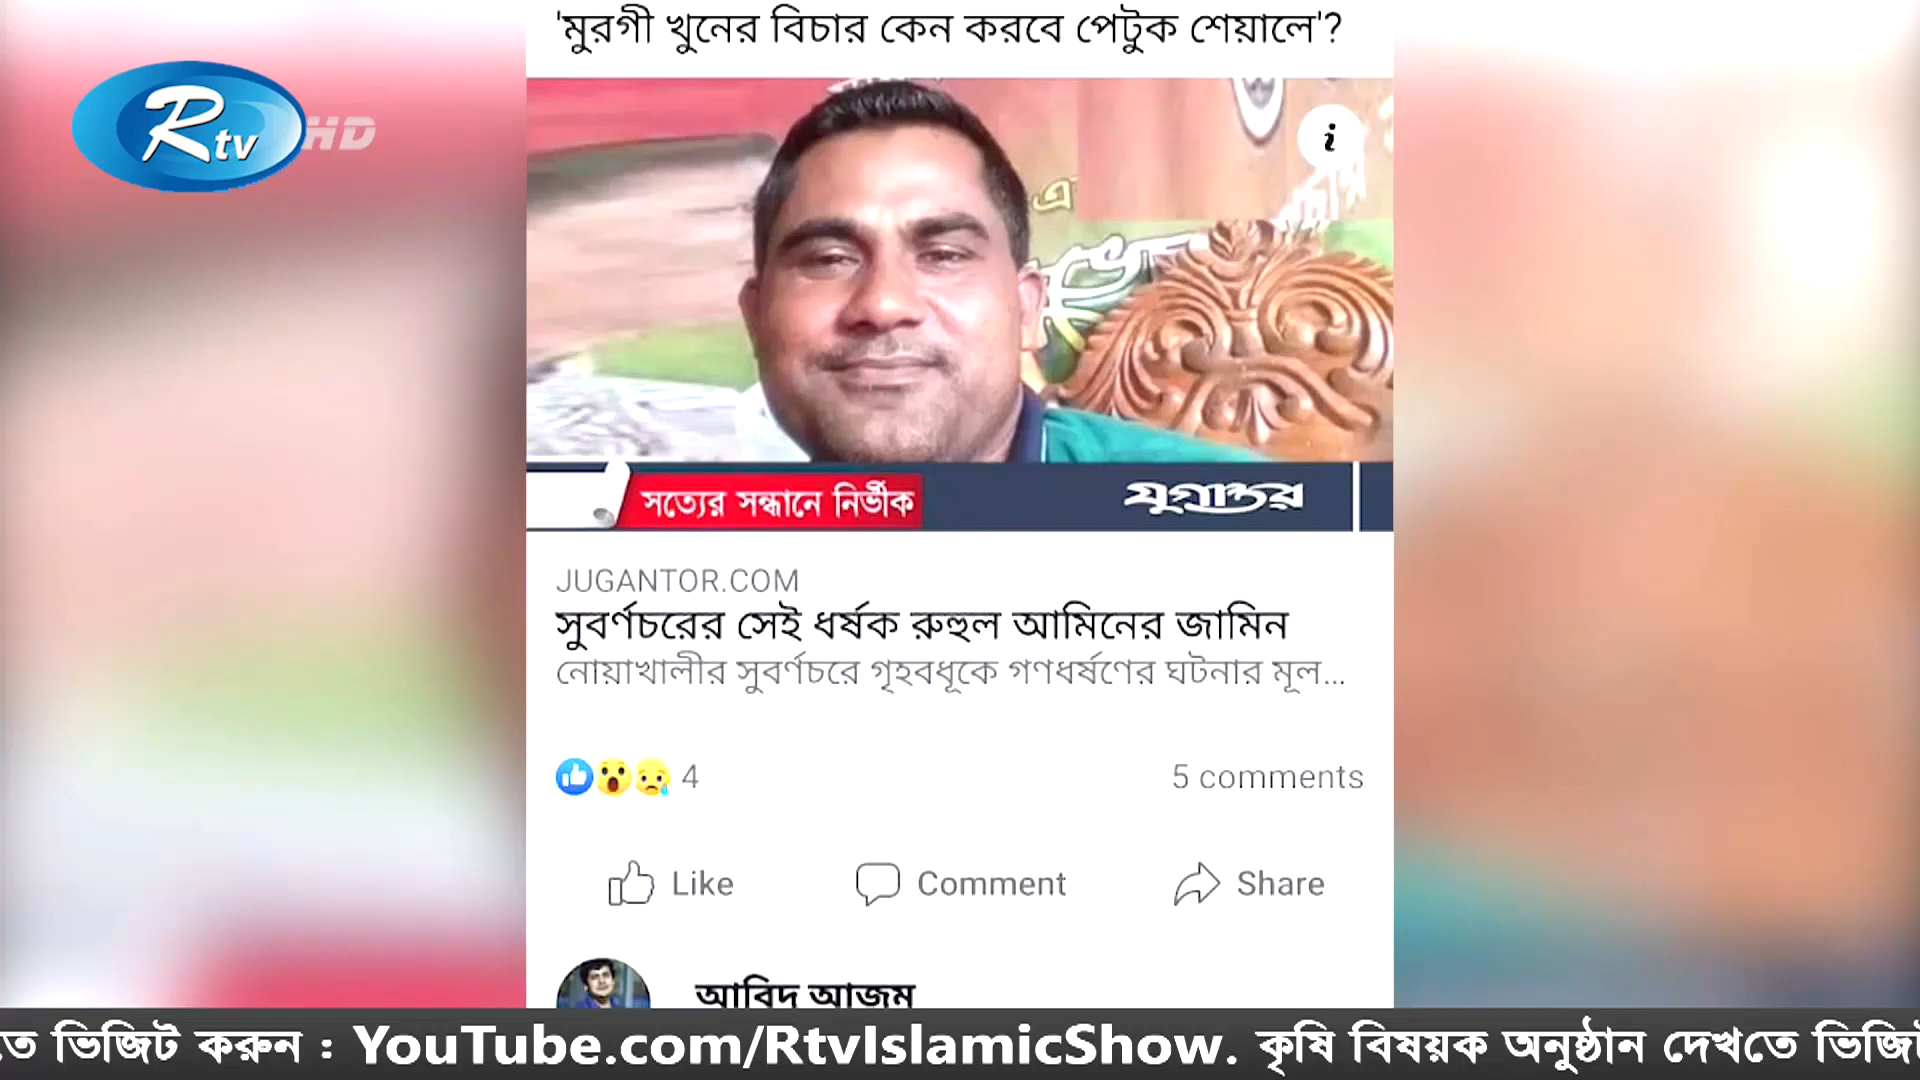 'মুরগী খুনের বিচার কেন করবে পেটুক শেয়ালে'?
Rtv HD
i
এ
সত্যের সন্ধানে নির্ভীক
যুগান্তর
JUGANTOR.COM
সুবর্ণচরের সেই ধর্ষক রুহুল আমিনের জামিন
নোয়াখালীর সুবর্ণচরে গৃহবধূকে গণধর্ষণের ঘটনার মূল...
4
5 comments
Like
Comment
Share
আবিদ আজম
তে ভিজিট করুন : YouTube.com/RtvIslamicShow. কৃষি বিষয়ক অনুষ্ঠান দেখতে ভিজিট